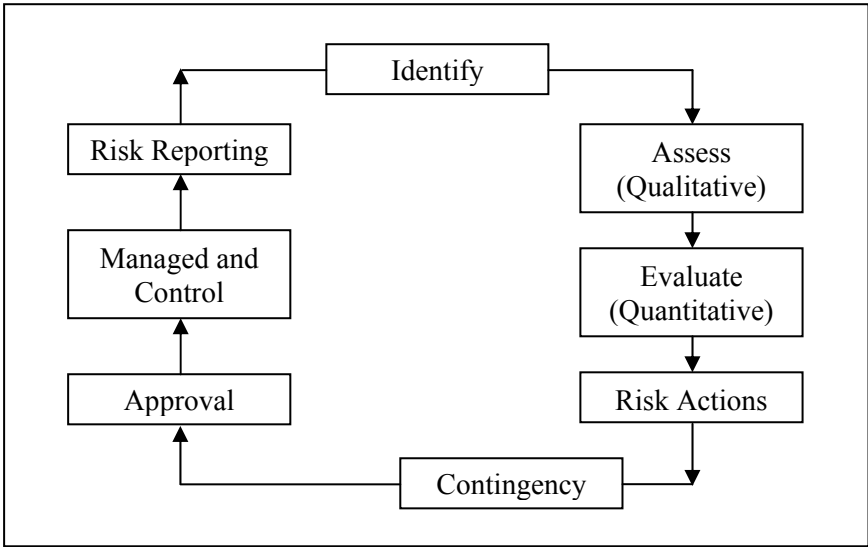 Identify
Risk Reporting
Assess
(Qualitative)
Managed and
Control
Evaluate
(Quantitative)
Approval
Risk Actions
Contingency